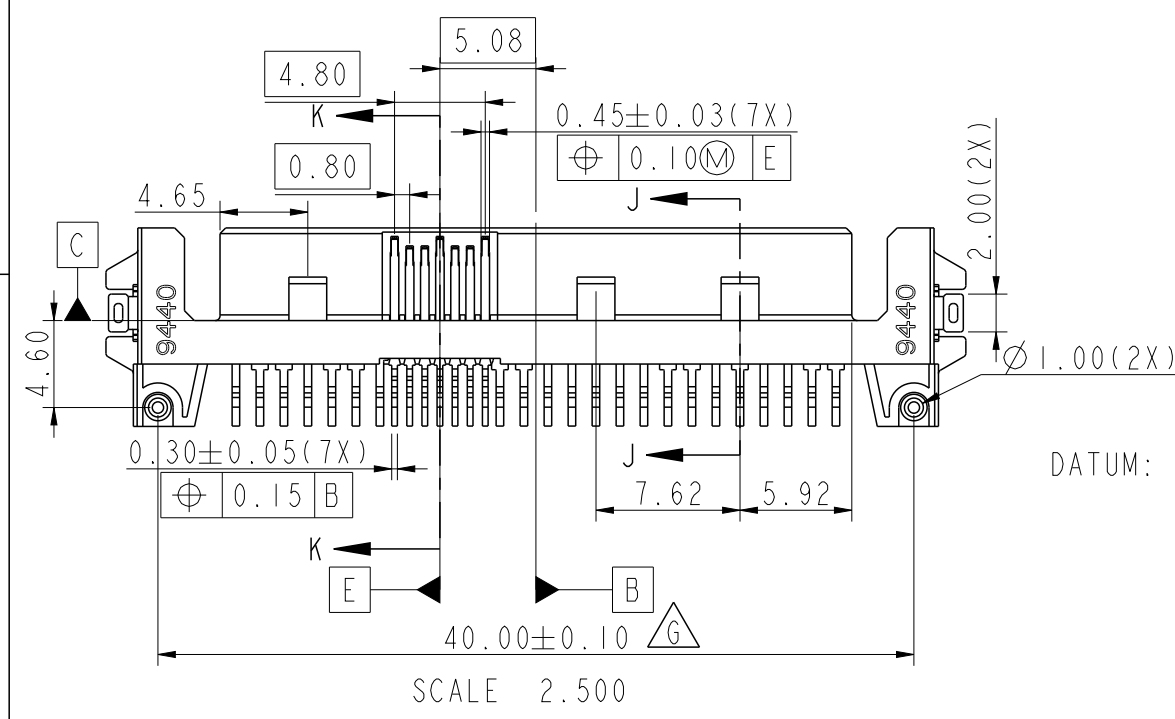 5.08
4.80
K
0.45±0.03(7X)
⌖ 0.10Ⓜ E
0.80
J
4.65
2.00(2X)
C
9440
9440
4.60
Ø1.00(2X)
0.30±0.05(7X)
⌖ 0.15 B
J
7.62
5.92
DATUM:
K
E
B
40.00±0.10 G
SCALE 2.500